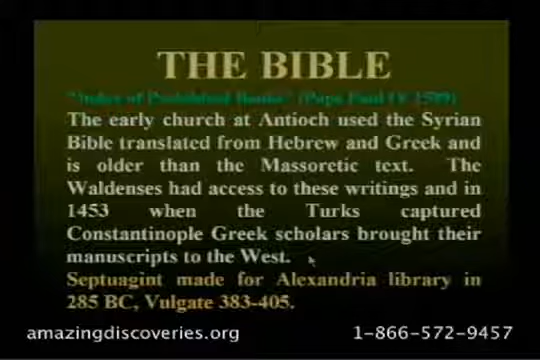 THE BIBLE
"Index of Prohibited Books" (Pope Paul IV 1599)
The early church at Antioch used the Syrian
Bible translated from Hebrew and Greek and
is older than the Massoretic text. The
Waldenses had access to these writings and in
1453 when the Turks captured
Constantinople Greek scholars brought their
manuscripts to the West.
Septuagint made for Alexandria library in
285 BC, Vulgate 383-405.
amazingdiscoveries.org 1-866-572-9457